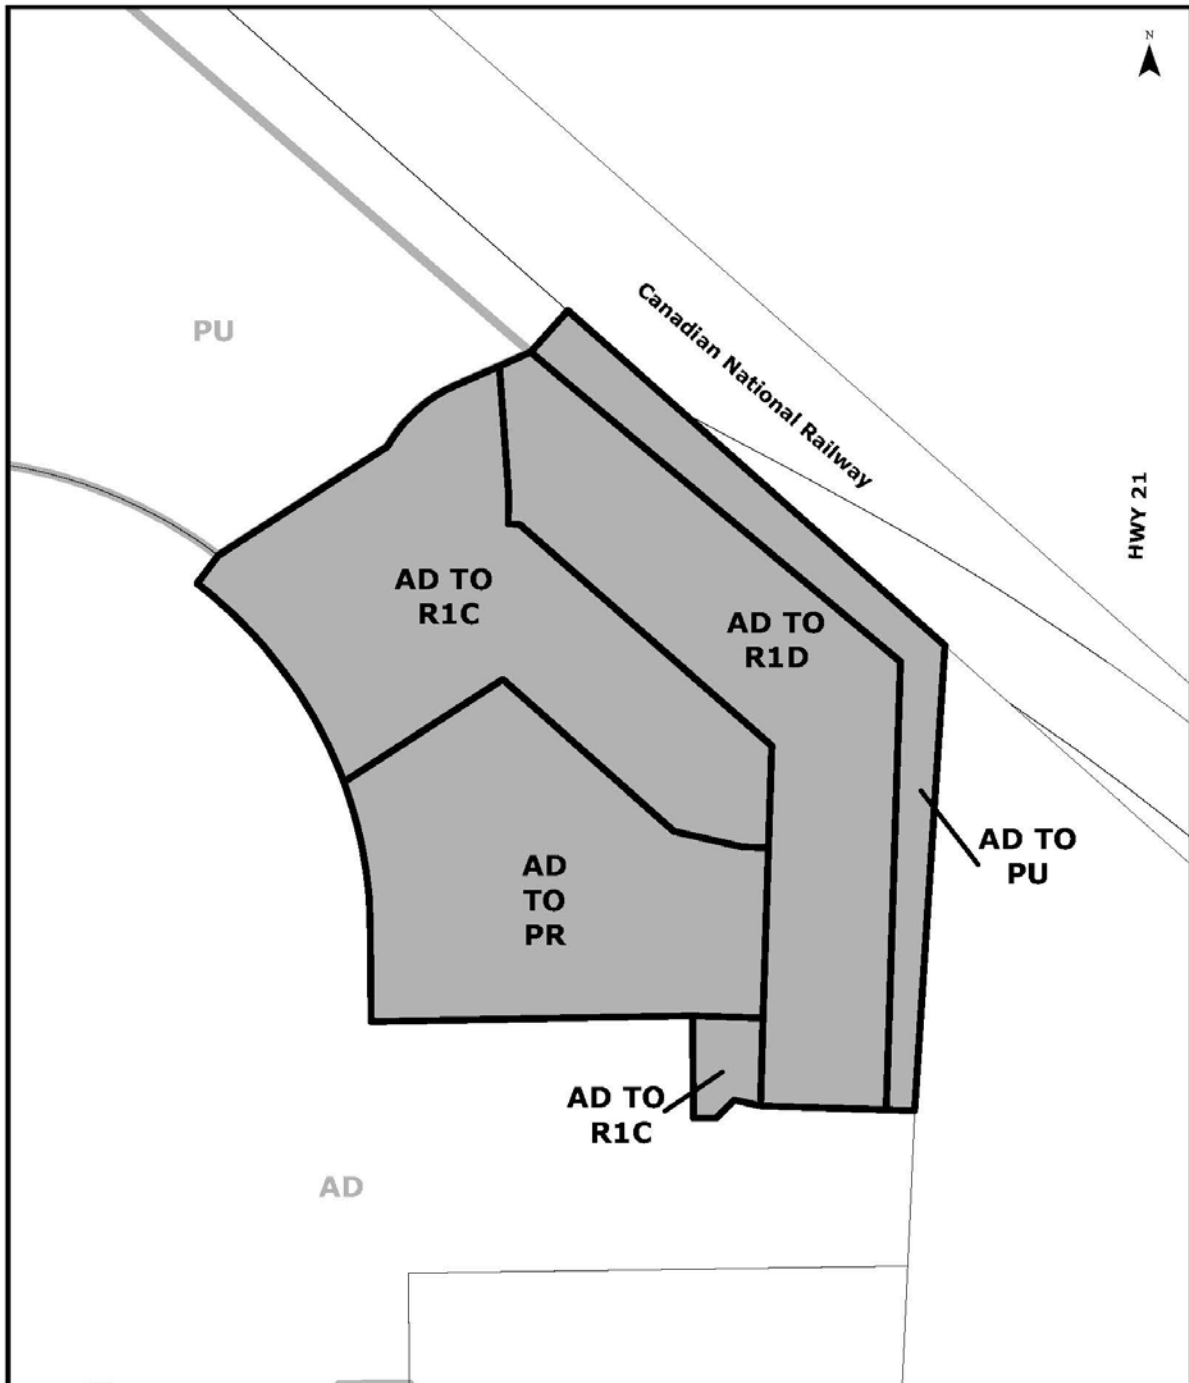 N
Canadian National Railway
PU
HWY 21
AD TO
R1C
AD TO
R1D
AD TO
PU
AD
TO
PR
AD TO
R1C
AD